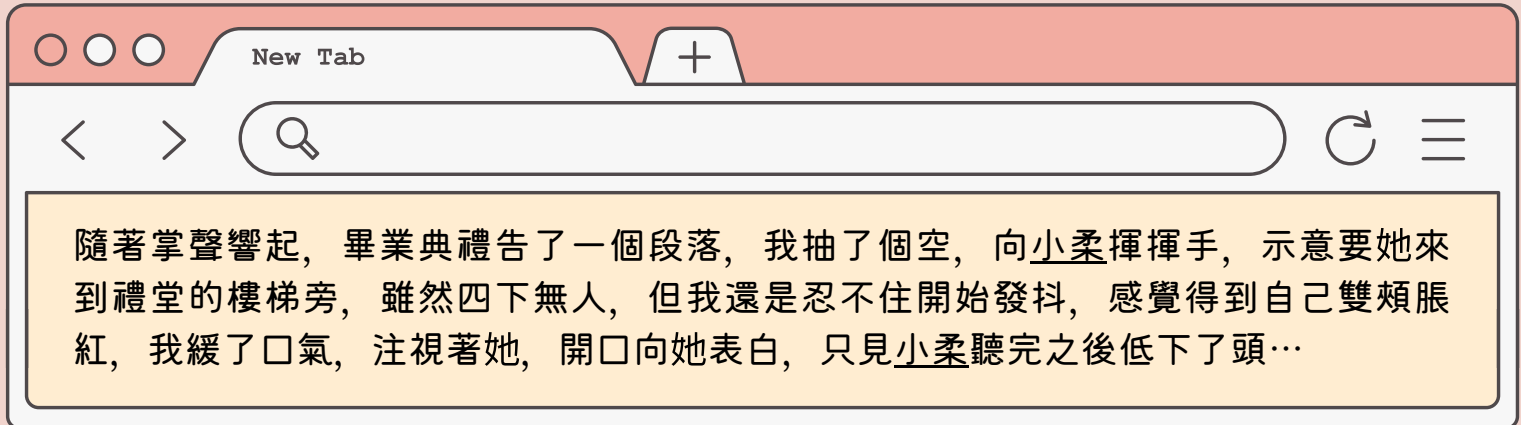 New Tab
隨著掌聲響起，畢業典禮告了一個段落，我抽了個空，向小柔揮揮手，示意要她來
到禮堂的樓梯旁，雖然四下無人，但我還是忍不住開始發抖，感覺得到自己雙頰脹
紅，我緩了口氣，注視著她，開口向她表白，只見小柔聽完之後低下了頭…